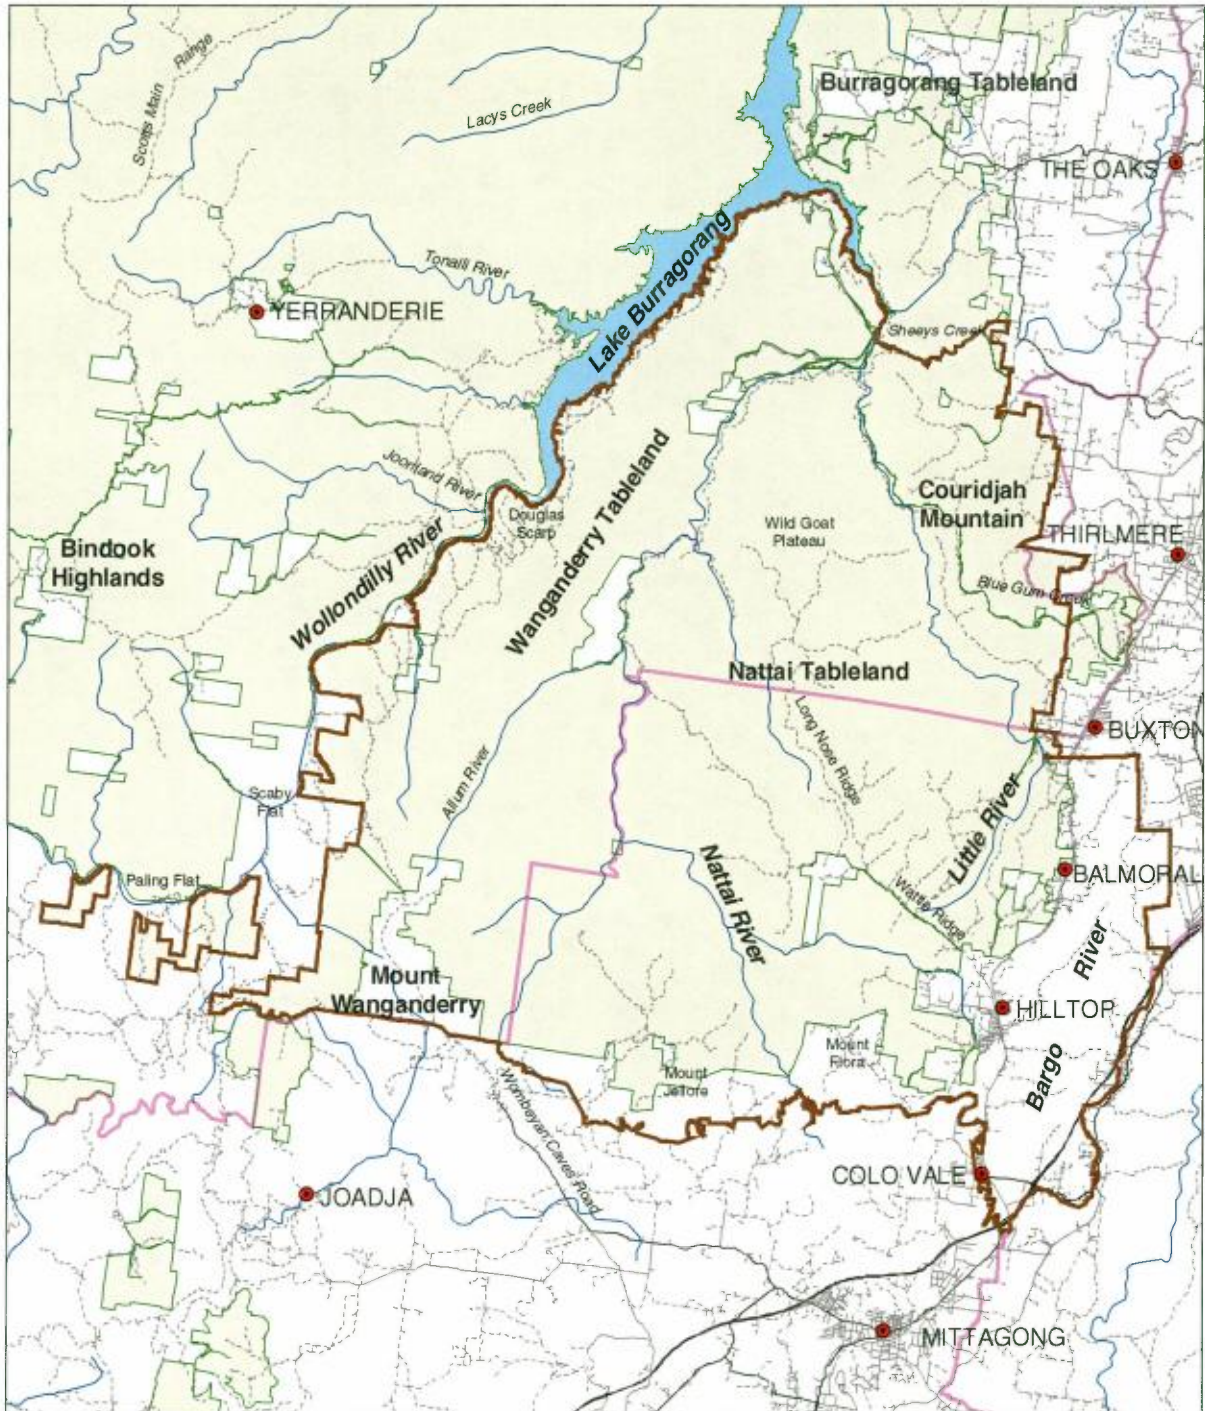 Burragorang Tableland
Scotts Main Range
Lacys Creek
THE OAKS
Lake Burragorang
Tonalli River
YERRANDERIE
Sheeys Creek
Jooriland River
Douglas
Scarp
Wanganderry Tableland
Couridjah
Mountain
Wild Goat
Plateau
THIRLMERE
Bindook
Highlands
Wollondilly River
Blue Gum Creek
Nattai Tableland
BUXTON
Long Nose Ridge
Allum River
Scaby
Flat
Little River
Nattai River
Paling Flat
BALMORAL
Wattle Ridge
Mount
Wanganderry
HILLTOP
Bargo River
Mount
Flora
Mount
Jellore
Wombeyan Caves Road
COLO VALE
JOADJA
MITTAGONG